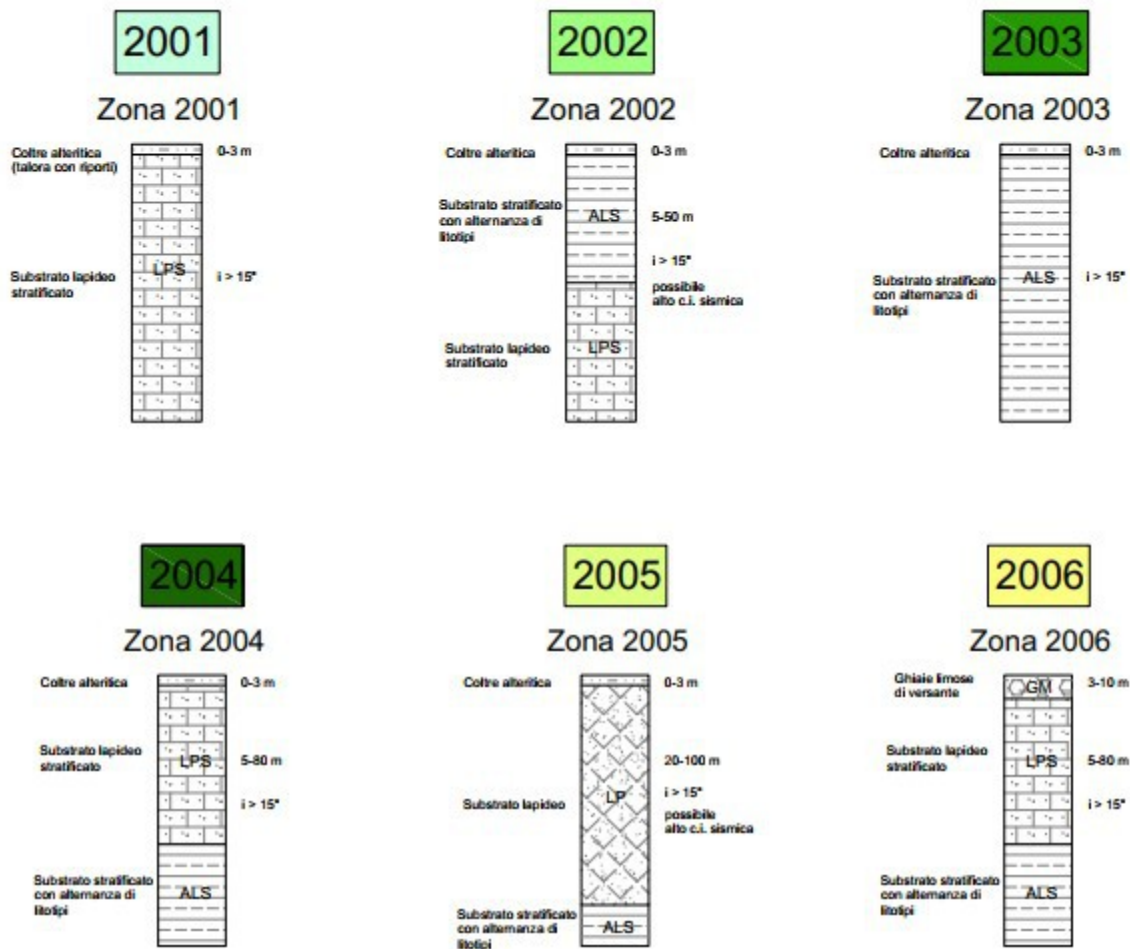 2001
Zona 2001
Coltre alteritica
(talora con riporti)
0-3 m
Substrato lapideo
stratificato
LPS
i > 15°
2002
Zona 2002
Coltre alteritica
0-3 m
Substrato stratificato
con alternanza di
litotipi
ALS
5-50 m
i > 15°
possibile
alto c.i. sismica
Substrato lapideo
stratificato
LPS
2003
Zona 2003
Coltre alteritica
0-3 m
Substrato stratificato
con alternanza di
litotipi
ALS
i > 15°
2004
Zona 2004
Coltre alteritica
0-3 m
Substrato lapideo
stratificato
LPS
5-80 m
i > 15°
Substrato stratificato
con alternanza di
litotipi
ALS
2005
Zona 2005
Coltre alteritica
0-3 m
20-100 m
Substrato lapideo
LP
i > 15°
possibile
alto c.i. sismica
Substrato stratificato
con alternanza di
litotipi
ALS
2006
Zona 2006
Ghiaie limose
di versante
GM
3-10 m
Substrato lapideo
stratificato
LPS
5-80 m
i > 15°
Substrato stratificato
con alternanza di
litotipi
ALS